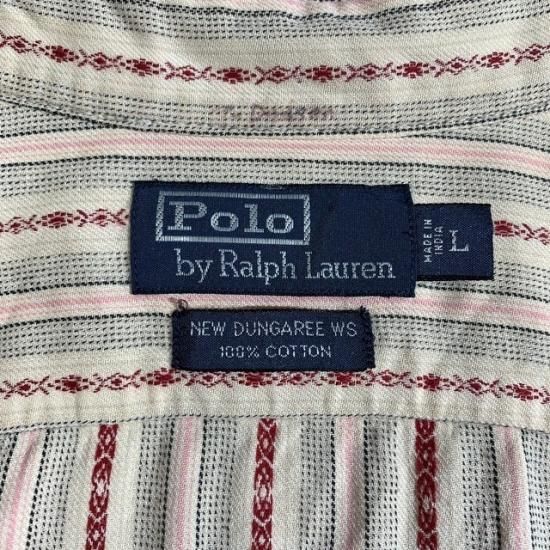 Polo
by Ralph Lauren
MADE IN
INDIA
L
NEW DUNGAREE WS
100% COTTON